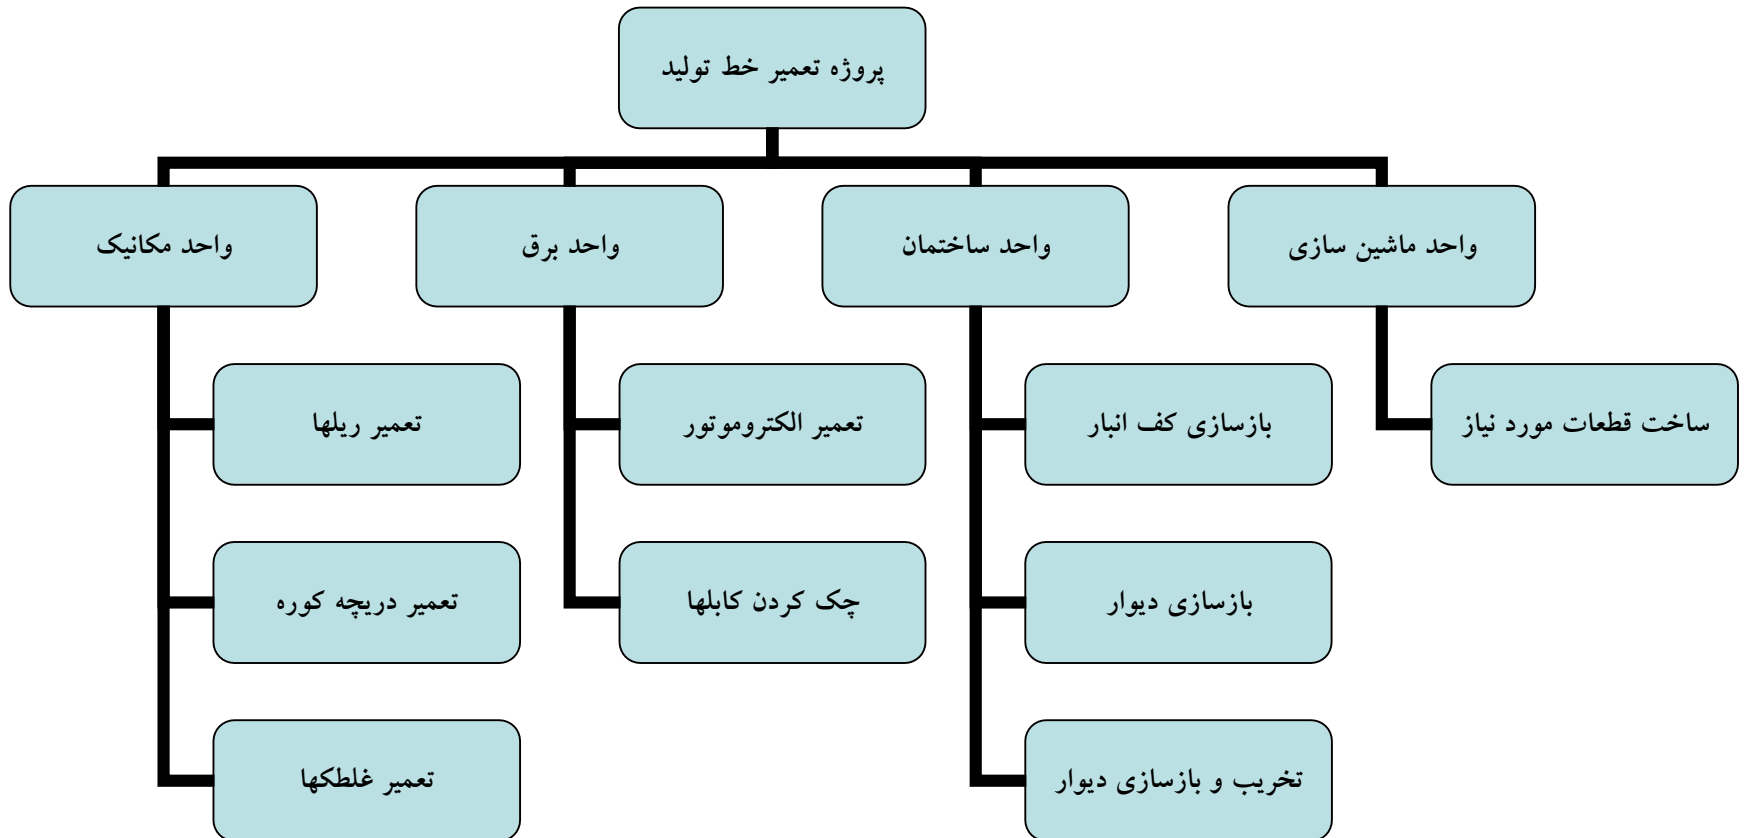 پروژه تعمیر خط تولید
واحد ماشین سازی
واحد ساختمان
واحد برق
واحد مکانیک
ساخت قطعات مورد نیاز
بازسازی کف انبار
تعمیر الکتروموتور
تعمیر ریلها
بازسازی دیوار
چک کردن کابلها
تعمیر دریچه کوره
تخریب و بازسازی دیوار
تعمیر غلطکها